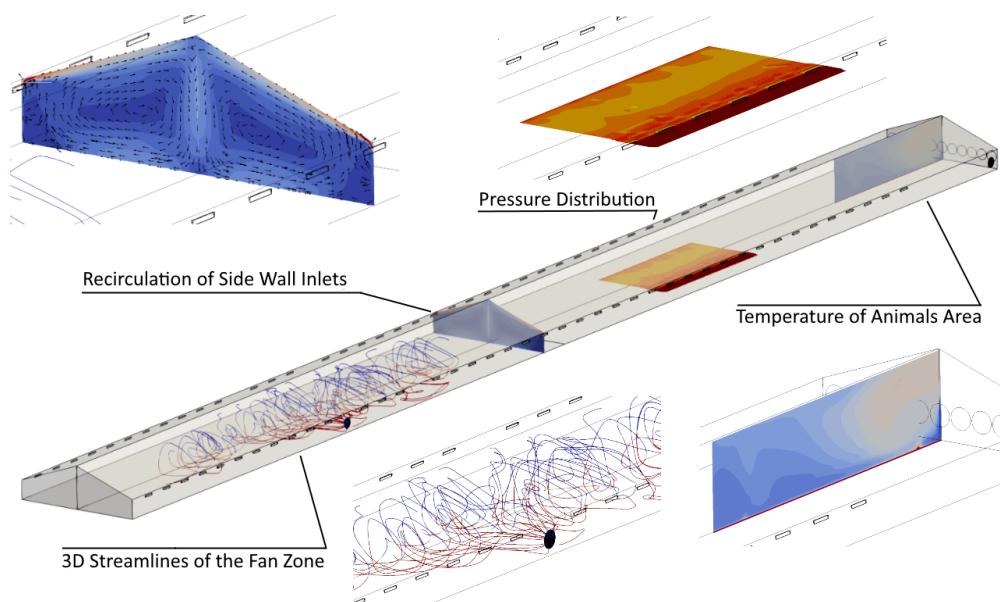 Pressure Distribution
Recirculation of Side Wall Inlets
Temperature of Animals Area
3D Streamlines of the Fan Zone